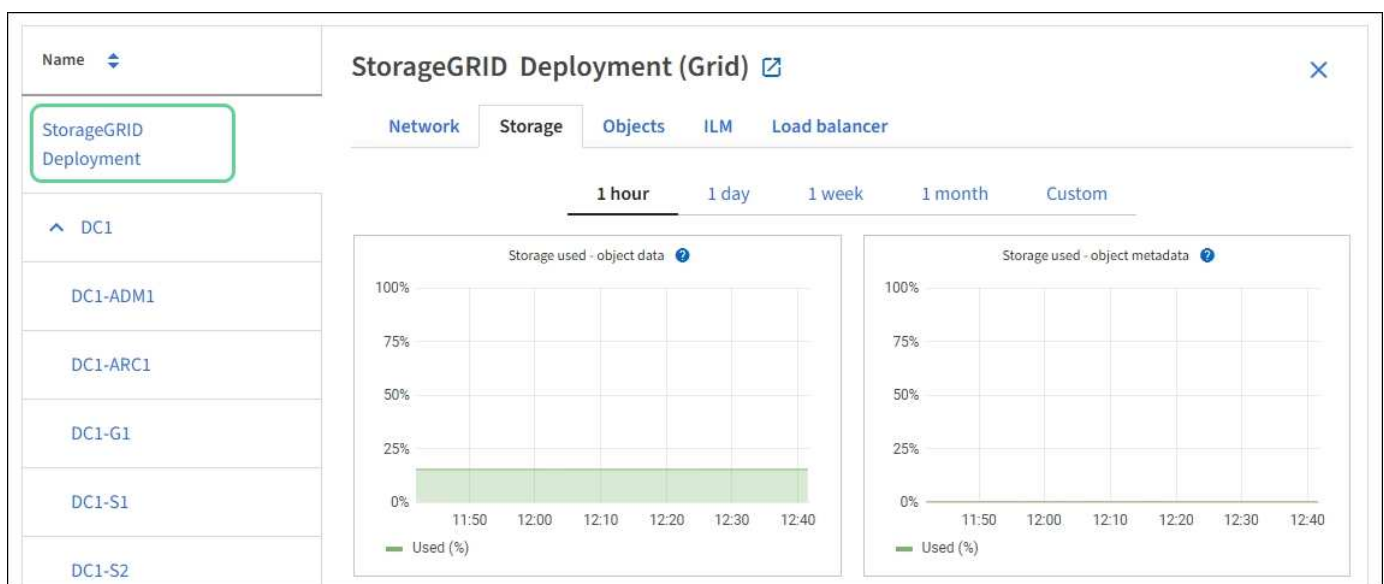 Name
StorageGRID
Deployment
DC1
DC1-ADM1
DC1-ARC1
DC1-G1
DC1-S1
DC1-S2
StorageGRID Deployment (Grid)
Network Storage Objects ILM Load balancer
1 hour 1 day 1 week 1 month Custom
Storage used - object data
100%
75%
50%
25%
0%
11:50 12:00 12:10 12:20 12:30 12:40
Used (%)
Storage used - object metadata
100%
75%
50%
25%
0%
11:50 12:00 12:10 12:20 12:30 12:40
Used (%)